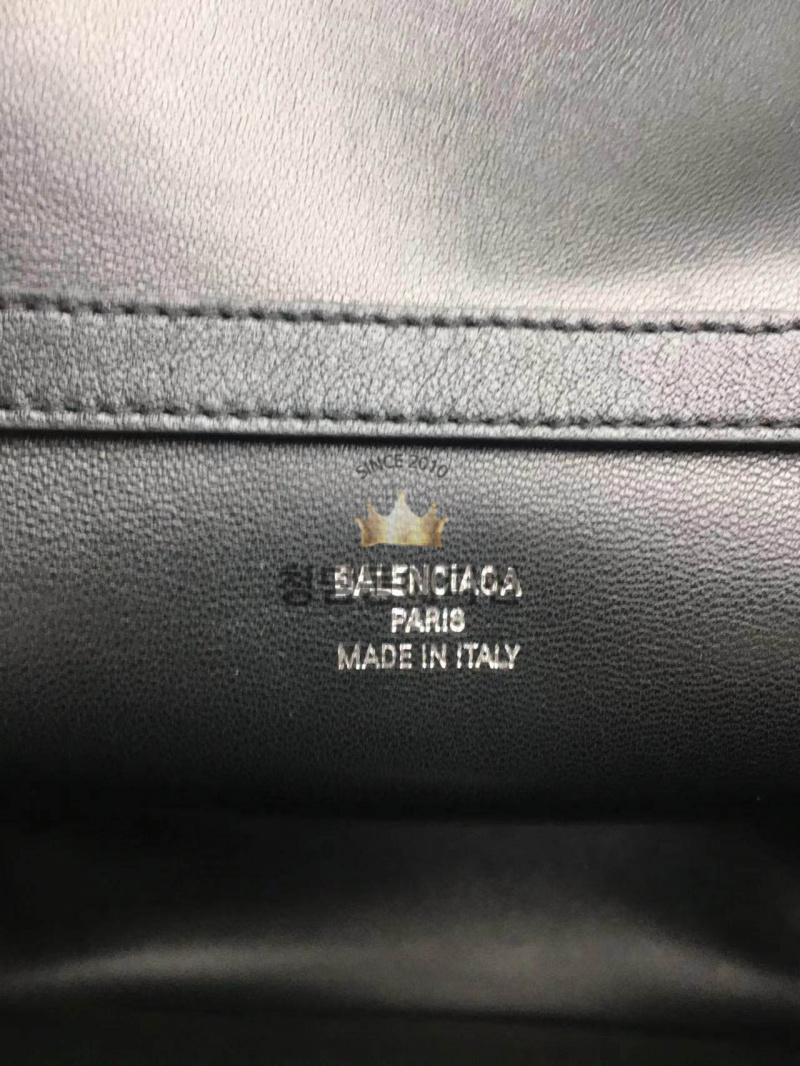 SINCE 2010
BALENCIAGA
PARIS
MADE IN ITALY